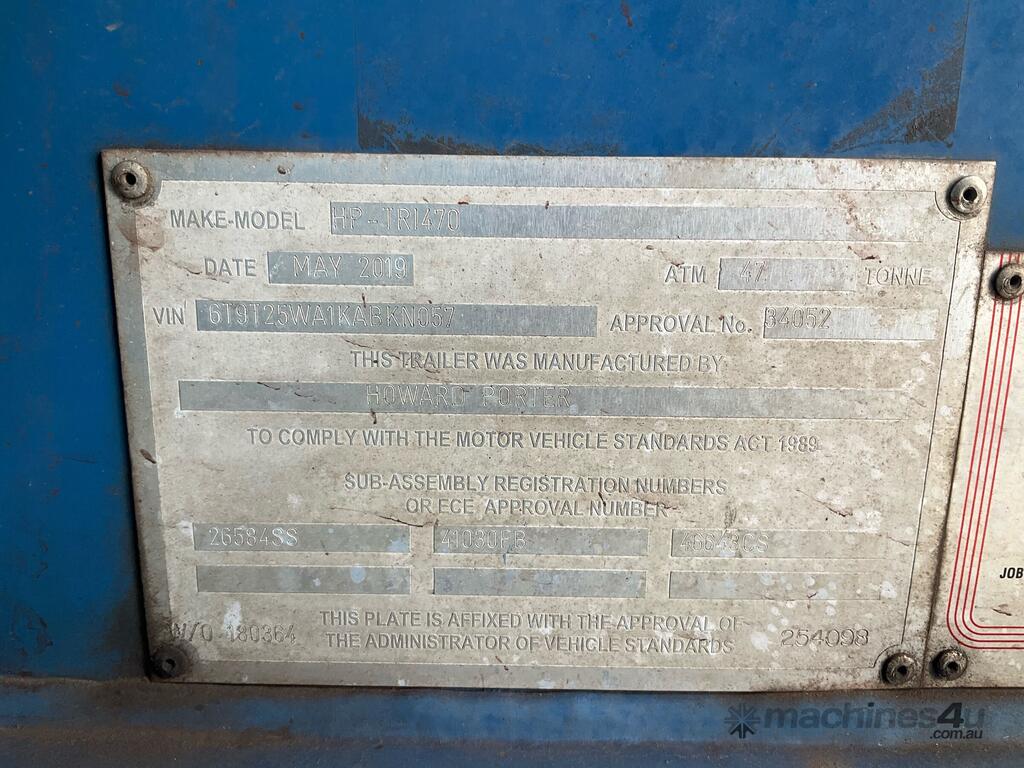 MAKE-MODEL HP-TRI470
DATE MAY 2019 ATM 47 TONNE
VIN 6T9T25WA1KABKN057 APPROVAL No. 34052
THIS TRAILER WAS MANUFACTURED BY
HOWARD PORTER
TO COMPLY WITH THE MOTOR VEHICLE STANDARDS ACT 1989
SUB-ASSEMBLY REGISTRATION NUMBERS
OR ECE APPROVAL NUMBER
26584SS 41030FB 46643CS
THIS PLATE IS AFFIXED WITH THE APPROVAL OF
W/O 180364 THE ADMINISTRATOR OF VEHICLE STANDARDS 254098
JOB
machines4u
.com.au